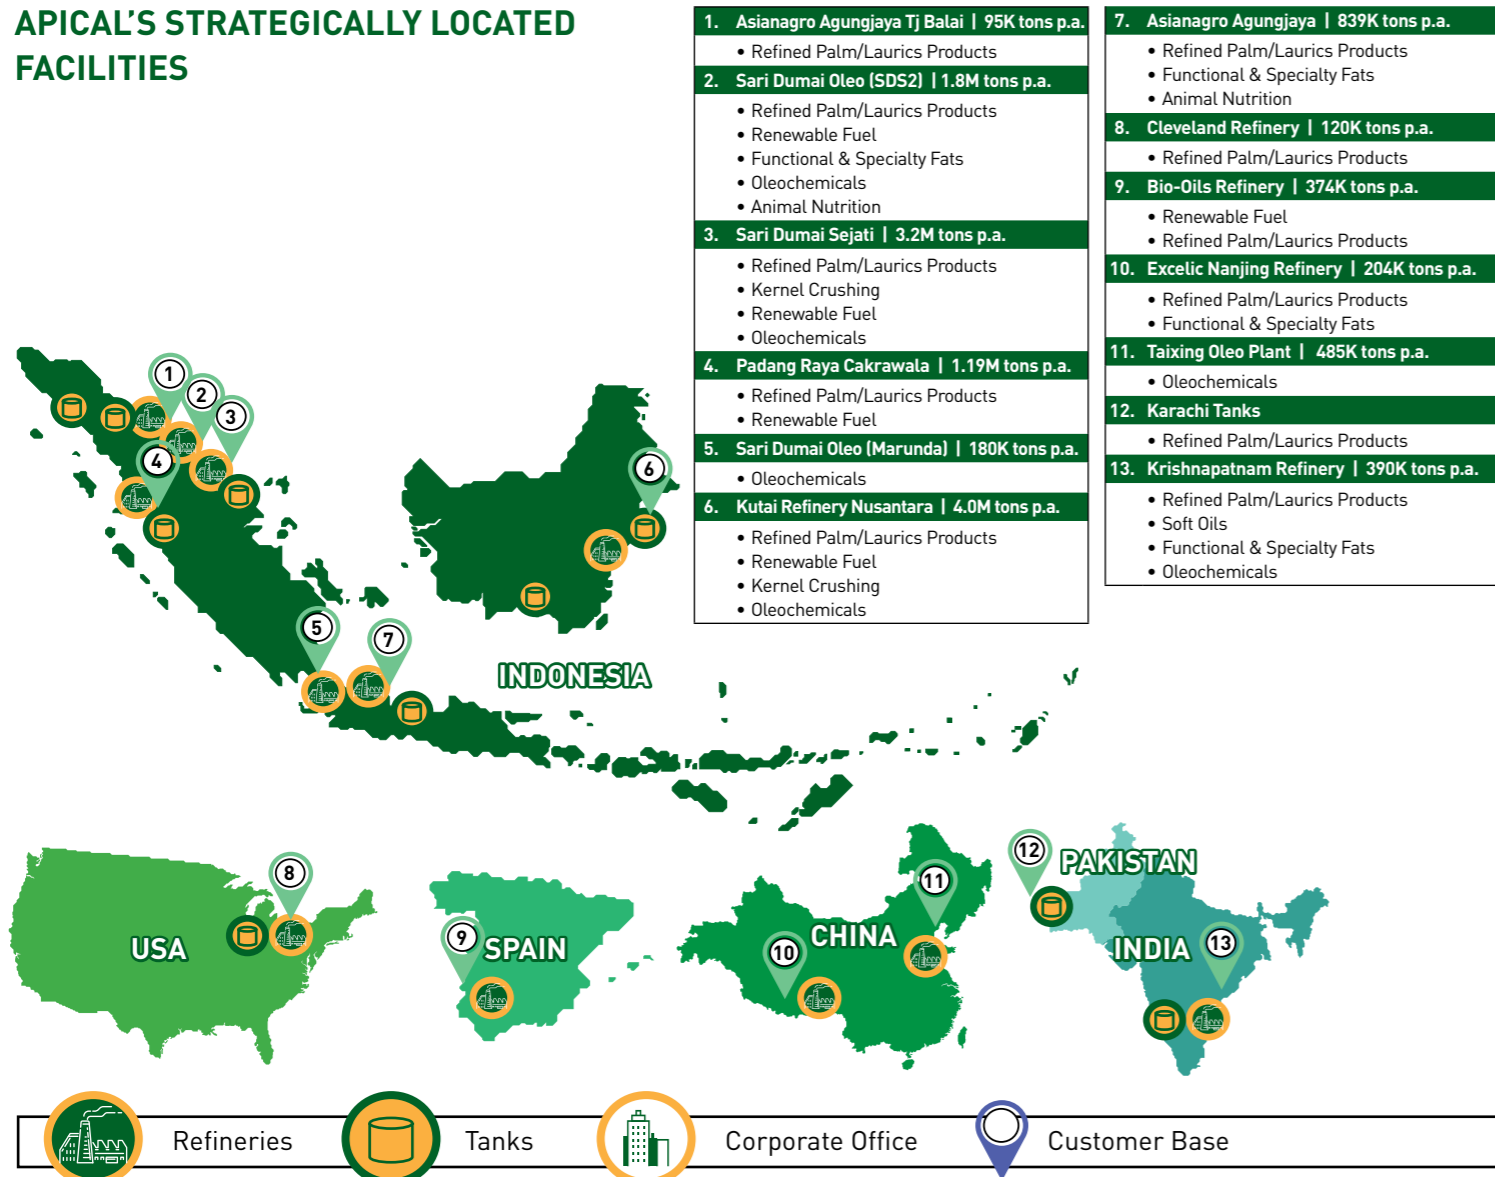 APICAL'S STRATEGICALLY LOCATED
FACILITIES
1. Asianagro Agungjaya Tj Balai | 95K tons p.a.
• Refined Palm/Laurics Products
2. Sari Dumai Oleo (SDS2) | 1.8M tons p.a.
• Refined Palm/Laurics Products
• Renewable Fuel
• Functional & Specialty Fats
• Oleochemicals
• Animal Nutrition
3. Sari Dumai Sejati | 3.2M tons p.a.
• Refined Palm/Laurics Products
• Kernel Crushing
• Renewable Fuel
• Oleochemicals
4. Padang Raya Cakrawala | 1.19M tons p.a.
• Refined Palm/Laurics Products
• Renewable Fuel
5. Sari Dumai Oleo (Marunda) | 180K tons p.a.
• Oleochemicals
6. Kutai Refinery Nusantara | 4.0M tons p.a.
• Refined Palm/Laurics Products
• Renewable Fuel
• Kernel Crushing
• Oleochemicals
7. Asianagro Agungjaya | 839K tons p.a.
• Refined Palm/Laurics Products
• Functional & Specialty Fats
• Animal Nutrition
8. Cleveland Refinery | 120K tons p.a.
• Refined Palm/Laurics Products
9. Bio-Oils Refinery | 374K tons p.a.
• Renewable Fuel
• Refined Palm/Laurics Products
10. Excelic Nanjing Refinery | 204K tons p.a.
• Refined Palm/Laurics Products
• Functional & Specialty Fats
11. Taixing Oleo Plant | 485K tons p.a.
• Oleochemicals
12. Karachi Tanks
• Refined Palm/Laurics Products
13. Krishnapatnam Refinery | 390K tons p.a.
• Refined Palm/Laurics Products
• Soft Oils
• Functional & Specialty Fats
• Oleochemicals
1
2
3
4
6
5
7
INDONESIA
8
USA
9
SPAIN
10
11
CHINA
12
PAKISTAN
INDIA
13
Refineries
Tanks
Corporate Office
Customer Base